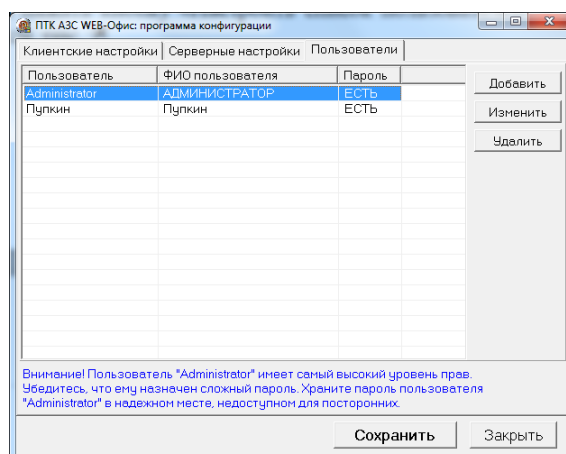 ПТК АЗС WEB-Офис: программа конфигурации
Клиентские настройки Серверные настройки Пользователи
Пользователь ФИО пользователя Пароль
Administrator АДМИНИСТРАТОР ЕСТЬ
Пупкин Пупкин ЕСТЬ
Добавить
Изменить
Удалить
Внимание! Пользователь "Administrator" имеет самый высокий уровень прав.
Убедитесь, что ему назначен сложный пароль. Храните пароль пользователя
"Administrator" в надежном месте, недоступном для посторонних.
Сохранить Закрыть